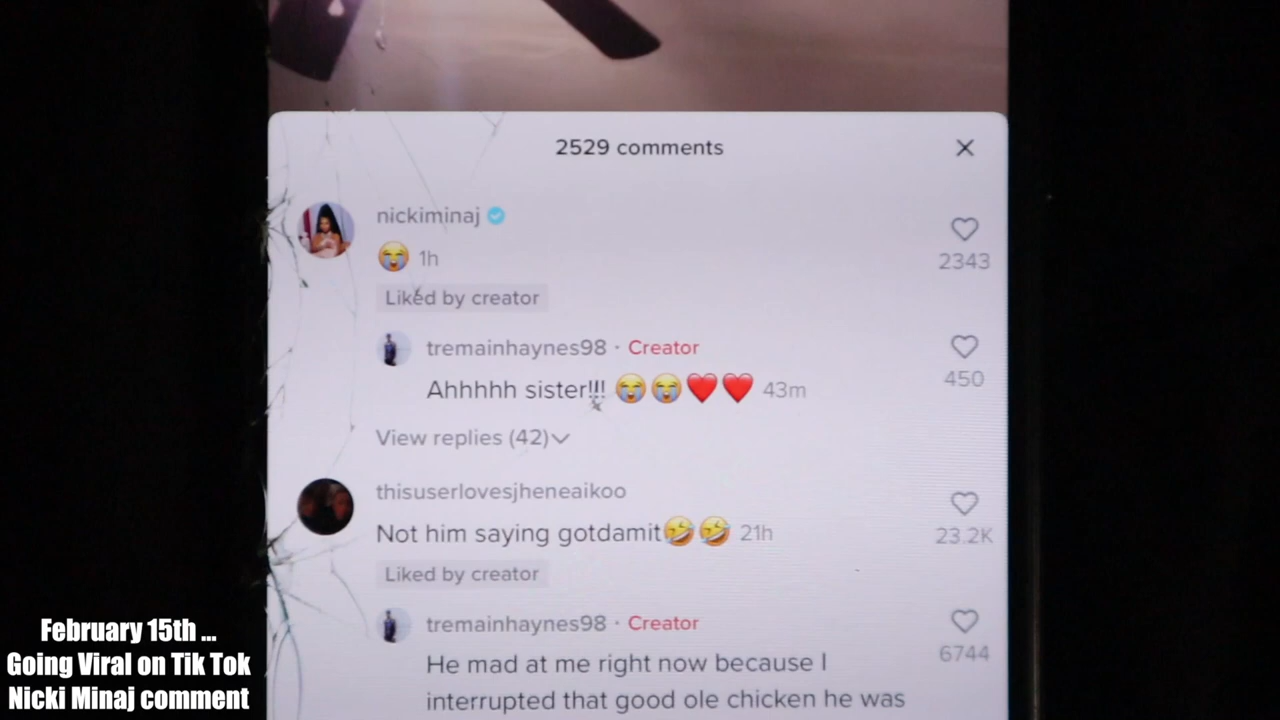 2529 comments
nickiminaj
😭 1h
2343
Liked by creator
tremainhaynes98 · Creator
Ahhhhh sister!!! 😭😭❤️❤️ 43m
450
View replies (42)
thisuserlovesjheneaikoo
Not him saying gotdamit🤣🤣 21h
23.2K
Liked by creator
tremainhaynes98 · Creator
He mad at me right now because I
interrupted that good ole chicken he was
6744
February 15th ...
Going Viral on Tik Tok
Nicki Minaj comment